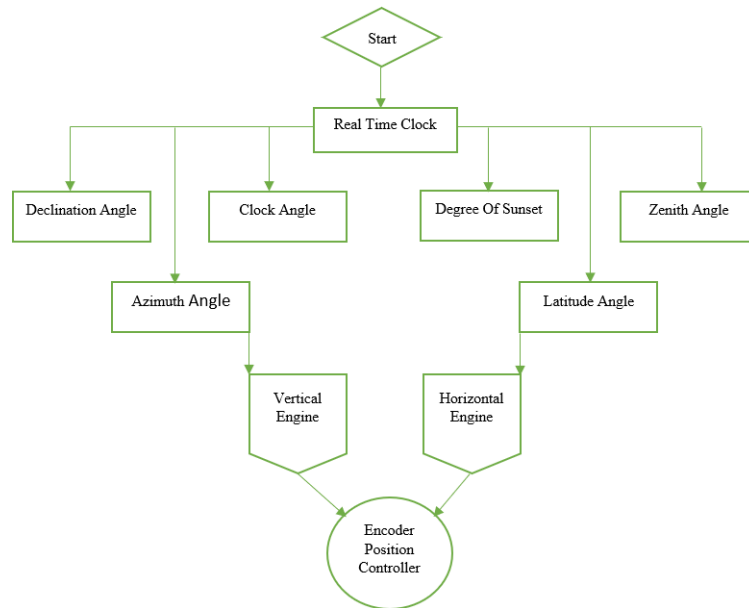 Start
Real Time Clock
Declination Angle
Clock Angle
Degree Of Sunset
Zenith Angle
Azimuth Angle
Latitude Angle
Vertical
Engine
Horizontal
Engine
Encoder
Position
Controller